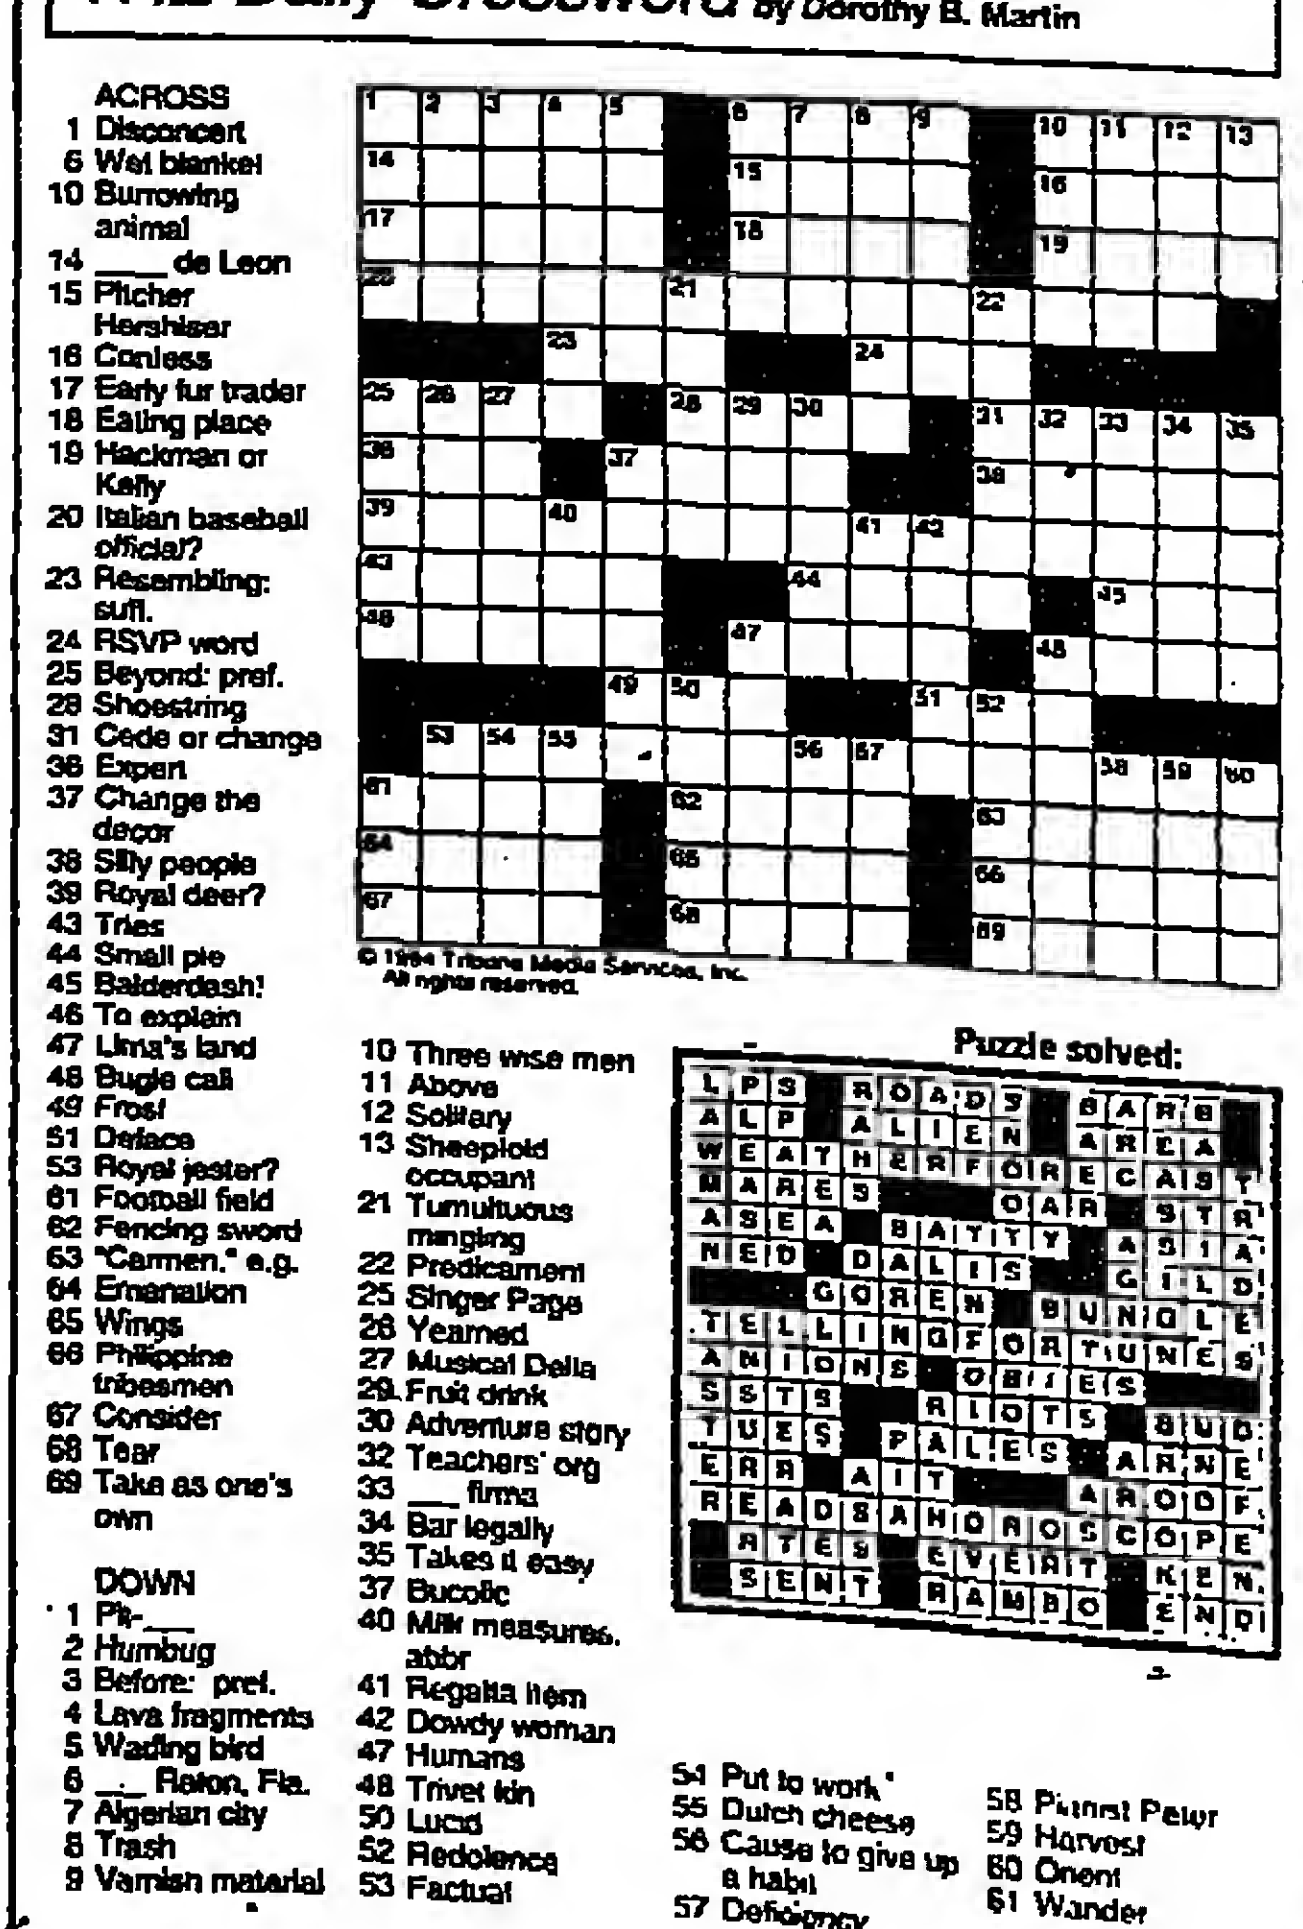 Daily Crossword by Dorothy B. Martin
ACROSS
1 Disconcert
6 Wet blanket
10 Burrowing
animal
14 ____ de Leon
15 Pitcher
Hershiser
16 Confess
17 Early fur trader
18 Eating place
19 Hackman or
Kelly
20 Italian baseball
official?
23 Resembling:
suff.
24 RSVP word
25 Beyond: pref.
28 Shoestring
31 Cede or change
36 Expert
37 Change the
decor
38 Silly people
39 Royal deer?
43 Tries
44 Small pie
45 Balderdash!
46 To explain
47 Lima's land
48 Bugle call
49 Frost
51 Deface
53 Royal jester?
61 Football field
62 Fencing sword
63 "Carmen," e.g.
64 Emanation
65 Wings
66 Philippine
tribesmen
67 Consider
68 Tear
69 Take as one's
own
DOWN
1 Pit-___
2 Humbug
3 Before: pref.
4 Lava fragments
5 Wading bird
6 ___ Raton, Fla.
7 Algerian city
8 Trash
9 Varnish material
© 1994 Tribune Media Services, Inc.
All rights reserved.
10 Three wise men
11 Above
12 Solitary
13 Sheepfold
occupant
21 Tumultuous
mingling
22 Predicament
25 Singer Page
26 Yearned
27 Musical Della
29 Fruit drink
30 Adventure story
32 Teachers' org
33 ___ firma
34 Bar legally
35 Takes it easy
37 Bucolic
40 Milk measures.
abbr
41 Regatta item
42 Dowdy woman
47 Humans
48 Trivet kin
50 Lucid
52 Redolence
53 Factual
Puzzle solved:
L P S R O A D S B A R B
A L P A L I E N A R E A
W E A T H E R F O R E C A S T
M A R E S O A R S T R
A S E A B A T T Y A S I A
N E D D A L I S G I L D
G O R E N B U N D L E
T E L L I N G F O R T U N E S
A N I O N S O B I E S
S S T S R I O T S B U D
T U E S P A L E S A R N E
E R R A I T A R O D F
R E A D S A H O R O S C O P E
R T E S E V E R T K E N
S E N T R A M B O E N D
54 Put to work
55 Dutch cheese
56 Cause to give up
a habit
57 Deficiency
58 Pianist Peter
59 Harvest
60 Orient
61 Wander